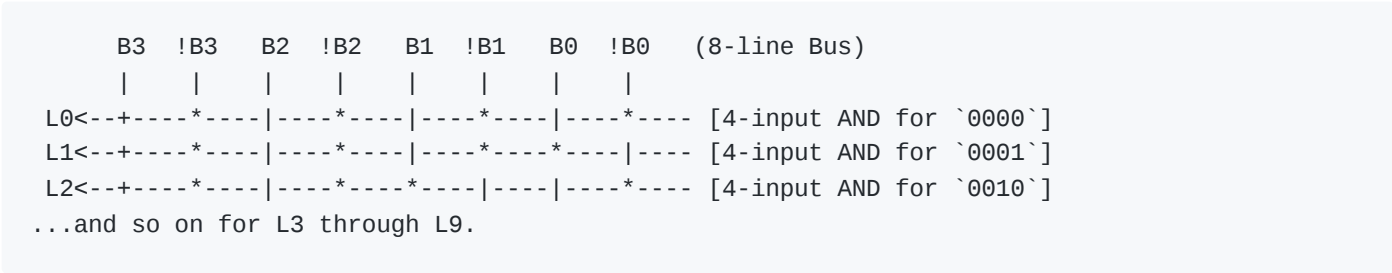 B3  !B3   B2  !B2   B1  !B1   B0  !B0   (8-line Bus)
      |    |    |    |    |    |    |    |
 L0<--+----*----|----*----|----*----|----*---- [4-input AND for `0000`]
 L1<--+----*----|----*----|----*----*----|---- [4-input AND for `0001`]
 L2<--+----*----|----*----*----|----|----*---- [4-input AND for `0010`]
...and so on for L3 through L9.